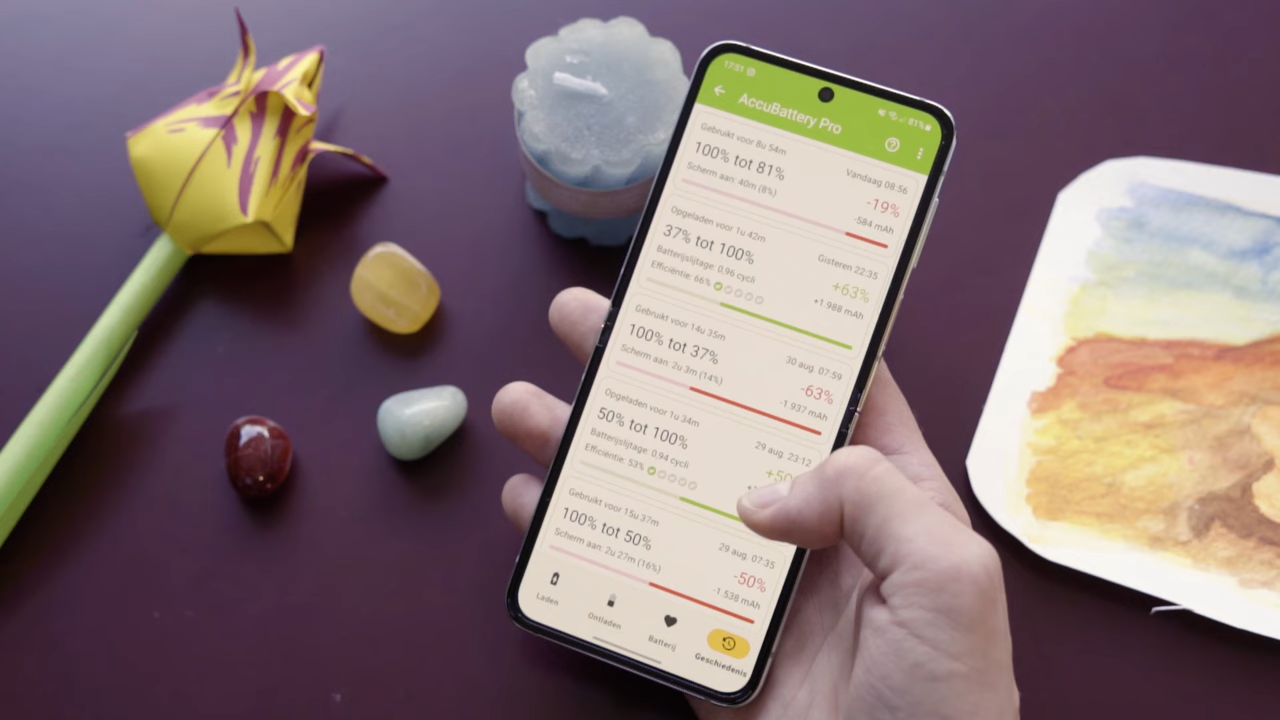 17:51
81%
AccuBattery Pro
Gebruikt voor 8u 54m
Vandaag 08:56
100% tot 81%
-19%
Scherm aan: 40m (8%)
-584 mAh
Opgeladen voor 1u 42m
Gisteren 22:35
37% tot 100%
+63%
Batterijslijtage: 0,96 cycli
+1.988 mAh
Efficiëntie: 66%
Gebruikt voor 14u 35m
30 aug. 07:59
100% tot 37%
-63%
Scherm aan: 2u 3m (14%)
-1.937 mAh
Opgeladen voor 1u 34m
29 aug. 23:12
50% tot 100%
Batterijslijtage: 0,94 cycli
Efficiëntie: 53%
Gebruikt voor 15u 37m
29 aug. 07:35
100% tot 50%
-50%
Scherm aan: 2u 27m (16%)
-1.538 mAh
Laden
Ontladen
Batterij
Geschiedenis